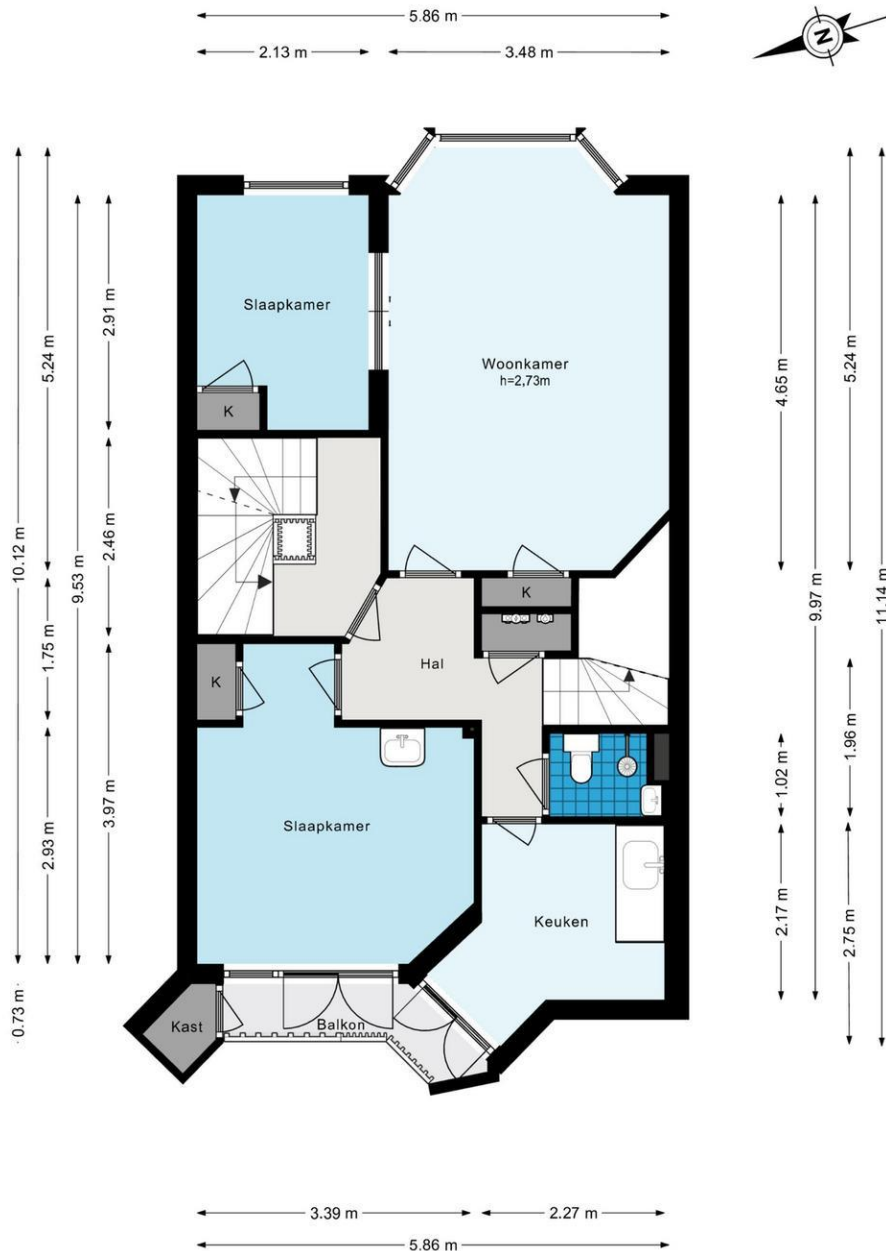 5.86 m
2.13 m
3.48 m
N
10.12 m
0.73 m
5.24 m
1.75 m
2.93 m
9.53 m
2.91 m
2.46 m
3.97 m
Slaapkamer
K
Woonkamer
h=2,73m
K
Hal
K
Slaapkamer
Keuken
Kast
Balkon
4.65 m
1.02 m
2.17 m
9.97 m
5.24 m
1.96 m
2.75 m
11.14 m
3.39 m
2.27 m
5.86 m